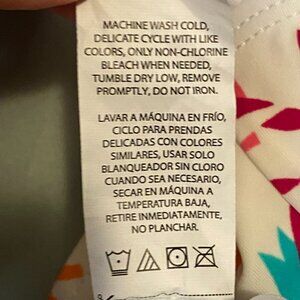 MACHINE WASH COLD,
DELICATE CYCLE WITH LIKE
COLORS, ONLY NON-CHLORINE
BLEACH WHEN NEEDED,
TUMBLE DRY LOW, REMOVE
PROMPTLY, DO NOT IRON.
LAVAR A MÁQUINA EN FRÍO,
CICLO PARA PRENDAS
DELICADAS CON COLORES
SIMILARES, USAR SOLO
BLANQUEADOR SIN CLORO
CUANDO SEA NECESARIO,
SECAR EN MÁQUINA A
TEMPERATURA BAJA,
RETIRE INMEDIATAMENTE,
NO PLANCHAR.